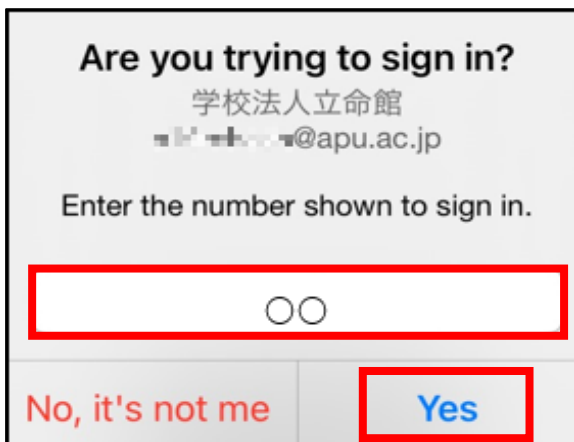 Are you trying to sign in?
学校法人立命館
@apu.ac.jp
Enter the number shown to sign in.
○○
No, it's not me
Yes